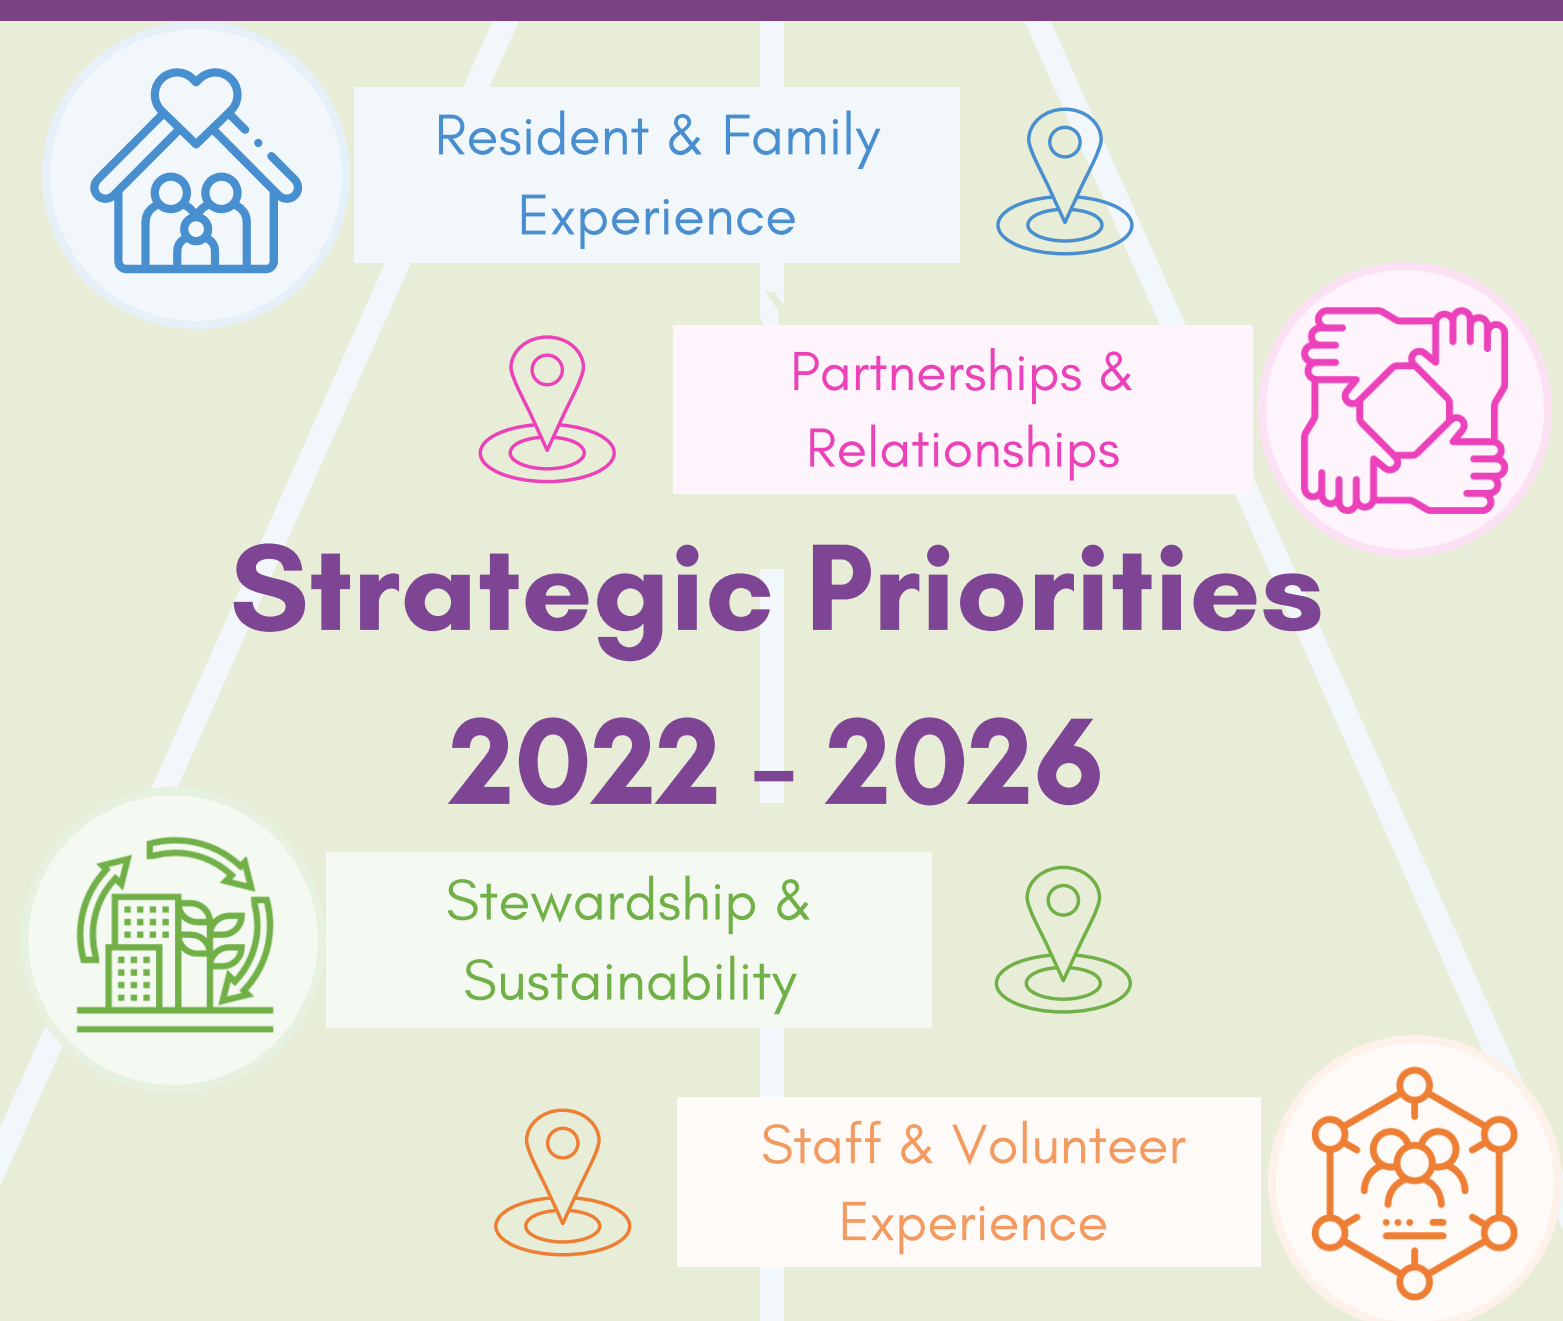 Resident & Family
Experience
Partnerships &
Relationships
Strategic Priorities
2022 - 2026
Stewardship &
Sustainability
Staff & Volunteer
Experience